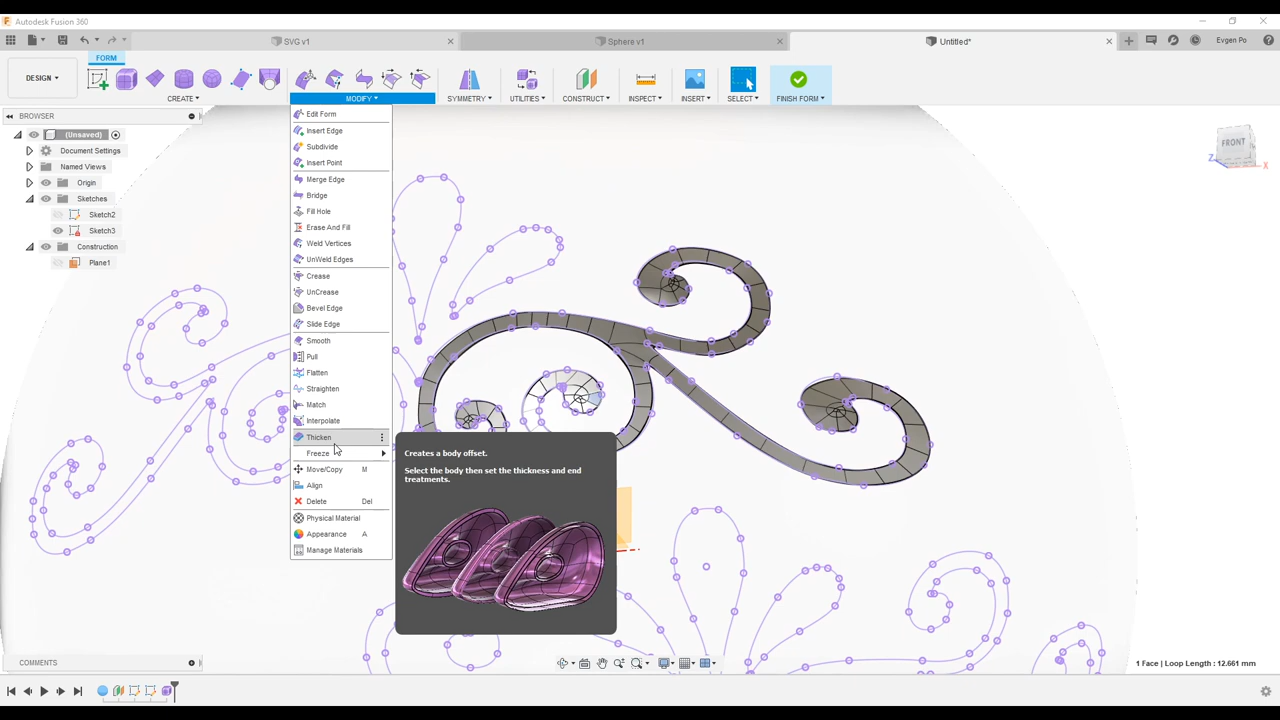 Autodesk Fusion 360
SVG v1
Sphere v1
Untitled*
Evgen Po
FORM
DESIGN
CREATE
MODIFY
SYMMETRY
UTILITIES
CONSTRUCT
INSPECT
INSERT
SELECT
FINISH FORM
BROWSER
(Unsaved)
Document Settings
Named Views
Origin
Sketches
Sketch2
Sketch3
Construction
Plane1
Edit Form
Insert Edge
Subdivide
Insert Point
Merge Edge
Bridge
Fill Hole
Erase And Fill
Weld Vertices
UnWeld Edges
Crease
UnCrease
Bevel Edge
Slide Edge
Smooth
Pull
Flatten
Straighten
Match
Interpolate
Thicken
Freeze
Move/Copy M
Align
Delete Del
Physical Material
Appearance A
Manage Materials
Creates a body offset.
Select the body then set the thickness and end
treatments.
FRONT
Z
X
COMMENTS
1 Face | Loop Length : 12.661 mm